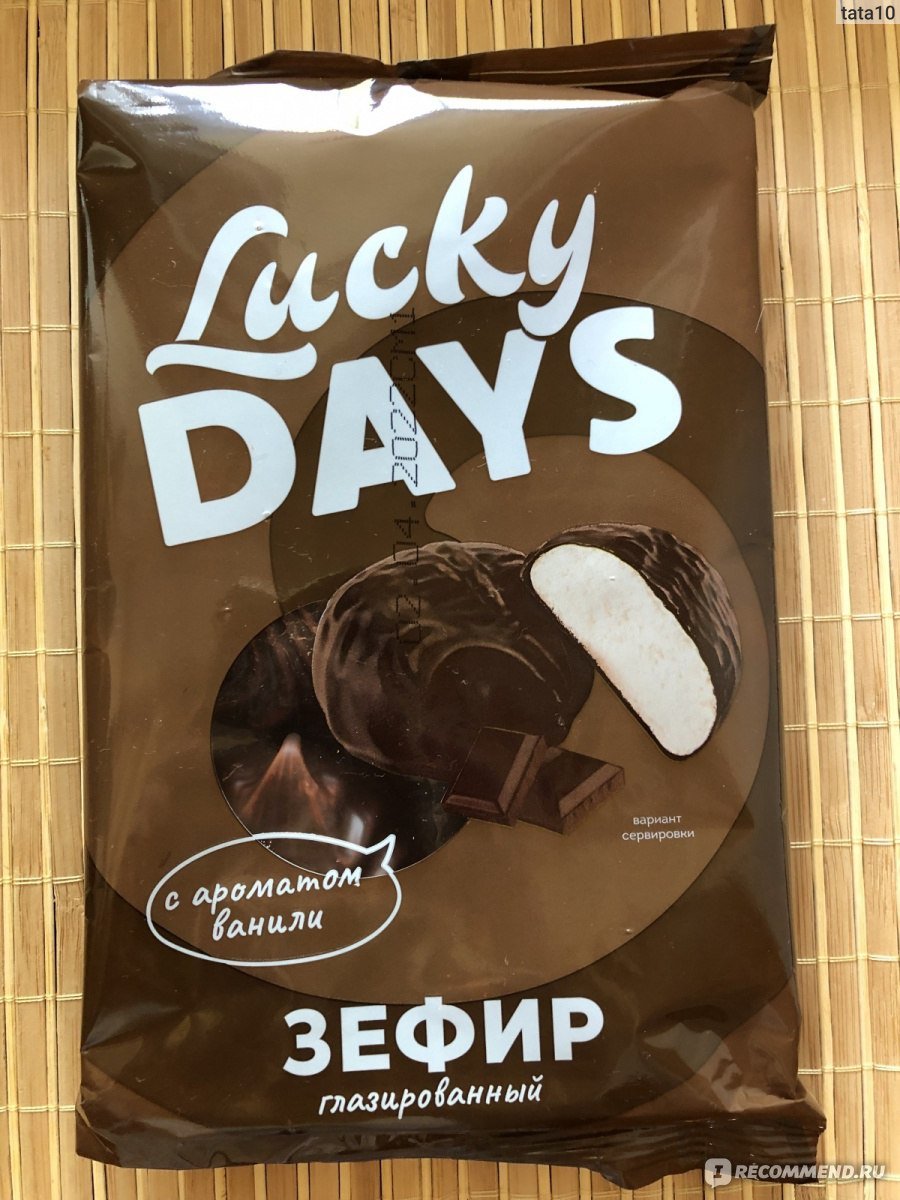 tata10
Lucky
DAYS
вариант
сервировки
с ароматом
ванили
ЗЕФИР
глазированный
RECOMMEND.RU